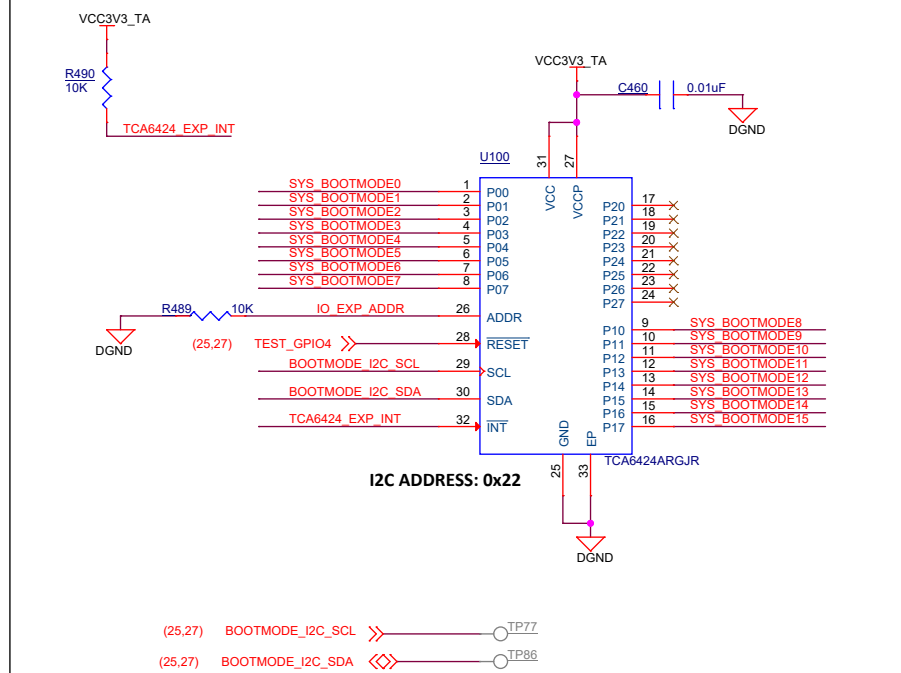 VCC3V3_TA
R490
10K
TCA6424_EXP_INT
VCC3V3_TA
C460 0.01uF
DGND
U100
31 27
VCC VCCP
SYS_BOOTMODE0 1 P00
SYS_BOOTMODE1 2 P01
SYS_BOOTMODE2 3 P02
SYS_BOOTMODE3 4 P03
SYS_BOOTMODE4 5 P04
SYS_BOOTMODE5 6 P05
SYS_BOOTMODE6 7 P06
SYS_BOOTMODE7 8 P07
P20 17
P21 18
P22 19
P23 20
P24 21
P25 22
P26 23
P27 24
R489 10K IO_EXP_ADDR 26 ADDR
DGND
(25,27) TEST_GPIO4 28 RESET
BOOTMODE_I2C_SCL 29 SCL
BOOTMODE_I2C_SDA 30 SDA
TCA6424_EXP_INT 32 INT
P10 9 SYS_BOOTMODE8
P11 10 SYS_BOOTMODE9
P12 11 SYS_BOOTMODE10
P13 12 SYS_BOOTMODE11
P14 13 SYS_BOOTMODE12
P15 14 SYS_BOOTMODE13
P16 15 SYS_BOOTMODE14
P17 16 SYS_BOOTMODE15
GND EP
25 33
TCA6424ARGJR
I2C ADDRESS: 0x22
DGND
(25,27) BOOTMODE_I2C_SCL TP77
(25,27) BOOTMODE_I2C_SDA TP86